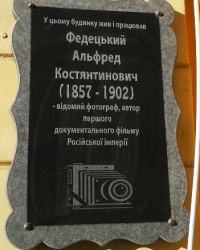 У цьому будинку жив і працював
Федецький
Альфред
Костянтинович
(1857 - 1902)
- відомий фотограф, автор
першого
документального фільму
Російської імперії